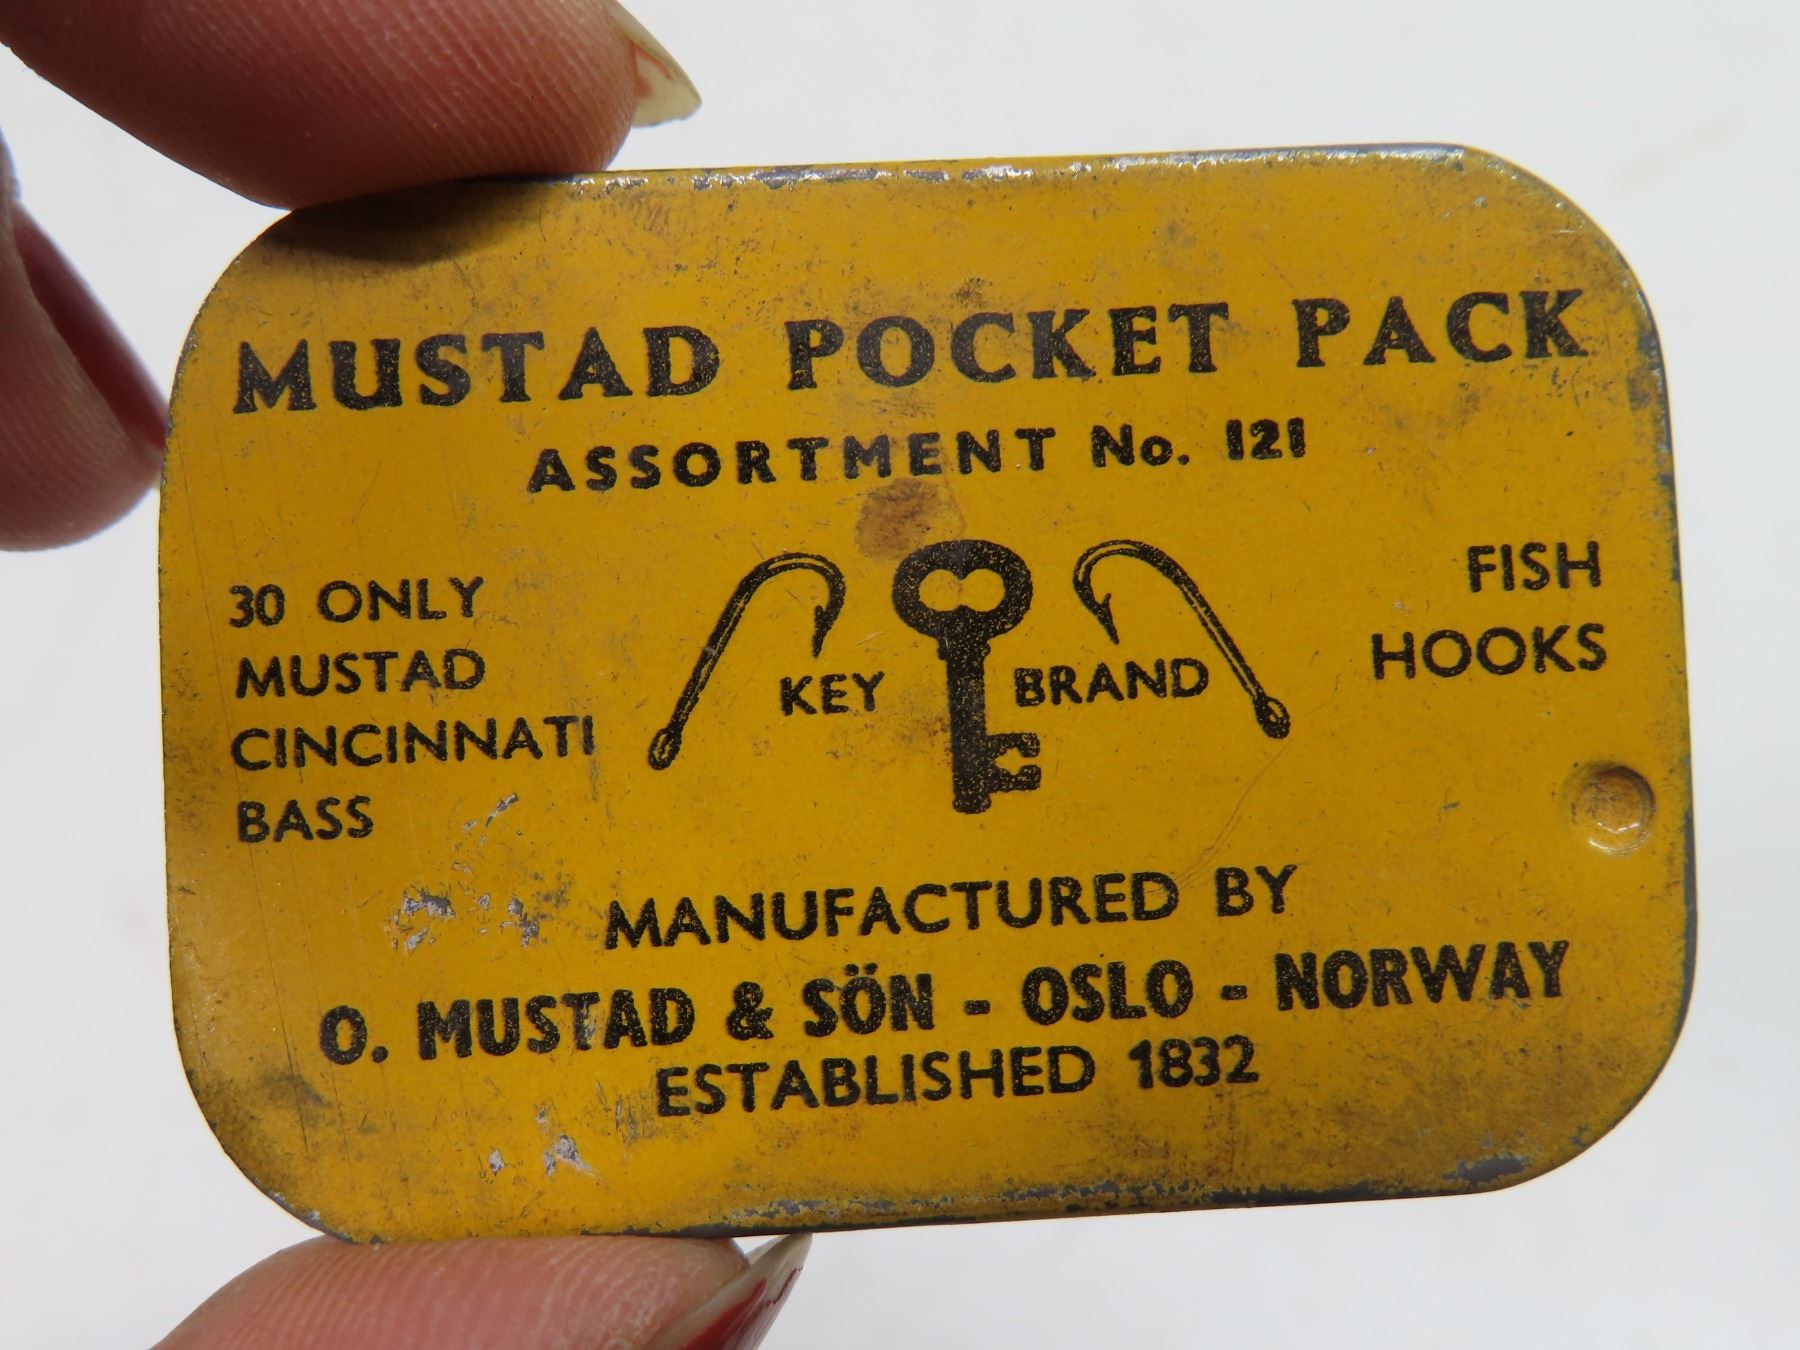 MUSTAD POCKET PACK
ASSORTMENT No. 121
30 ONLY
MUSTAD
CINCINNATI
BASS
KEY BRAND
FISH
HOOKS
MANUFACTURED BY
O. MUSTAD & SÖN - OSLO - NORWAY
ESTABLISHED 1832